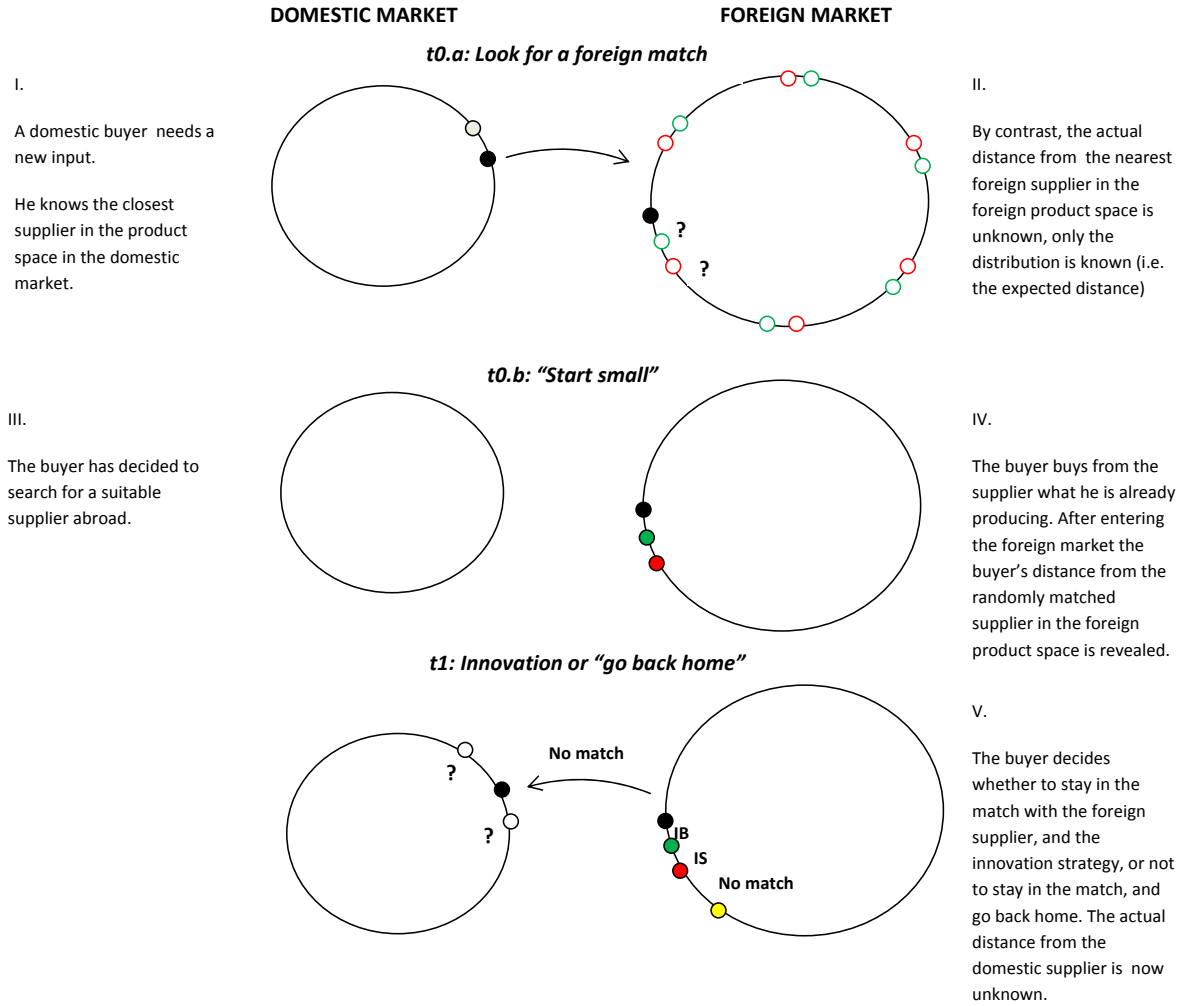 DOMESTIC MARKET
FOREIGN MARKET
t0.a: Look for a foreign match
I.
A domestic buyer needs a
new input.
He knows the closest
supplier in the product
space in the domestic
market.
?
?
II.
By contrast, the actual
distance from the nearest
foreign supplier in the
foreign product space is
unknown, only the
distribution is known (i.e.
the expected distance)
t0.b: “Start small”
III.
The buyer has decided to
search for a suitable
supplier abroad.
IV.
The buyer buys from the
supplier what he is already
producing. After entering
the foreign market the
buyer’s distance from the
randomly matched
supplier in the foreign
product space is revealed.
t1: Innovation or “go back home”
?
?
No match
IB
IS
No match
V.
The buyer decides
whether to stay in the
match with the foreign
supplier, and the
innovation strategy, or not
to stay in the match, and
go back home. The actual
distance from the
domestic supplier is now
unknown.